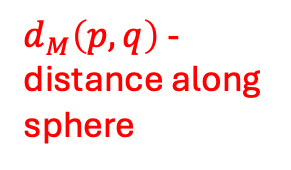 d_M(p, q) -
distance along
sphere